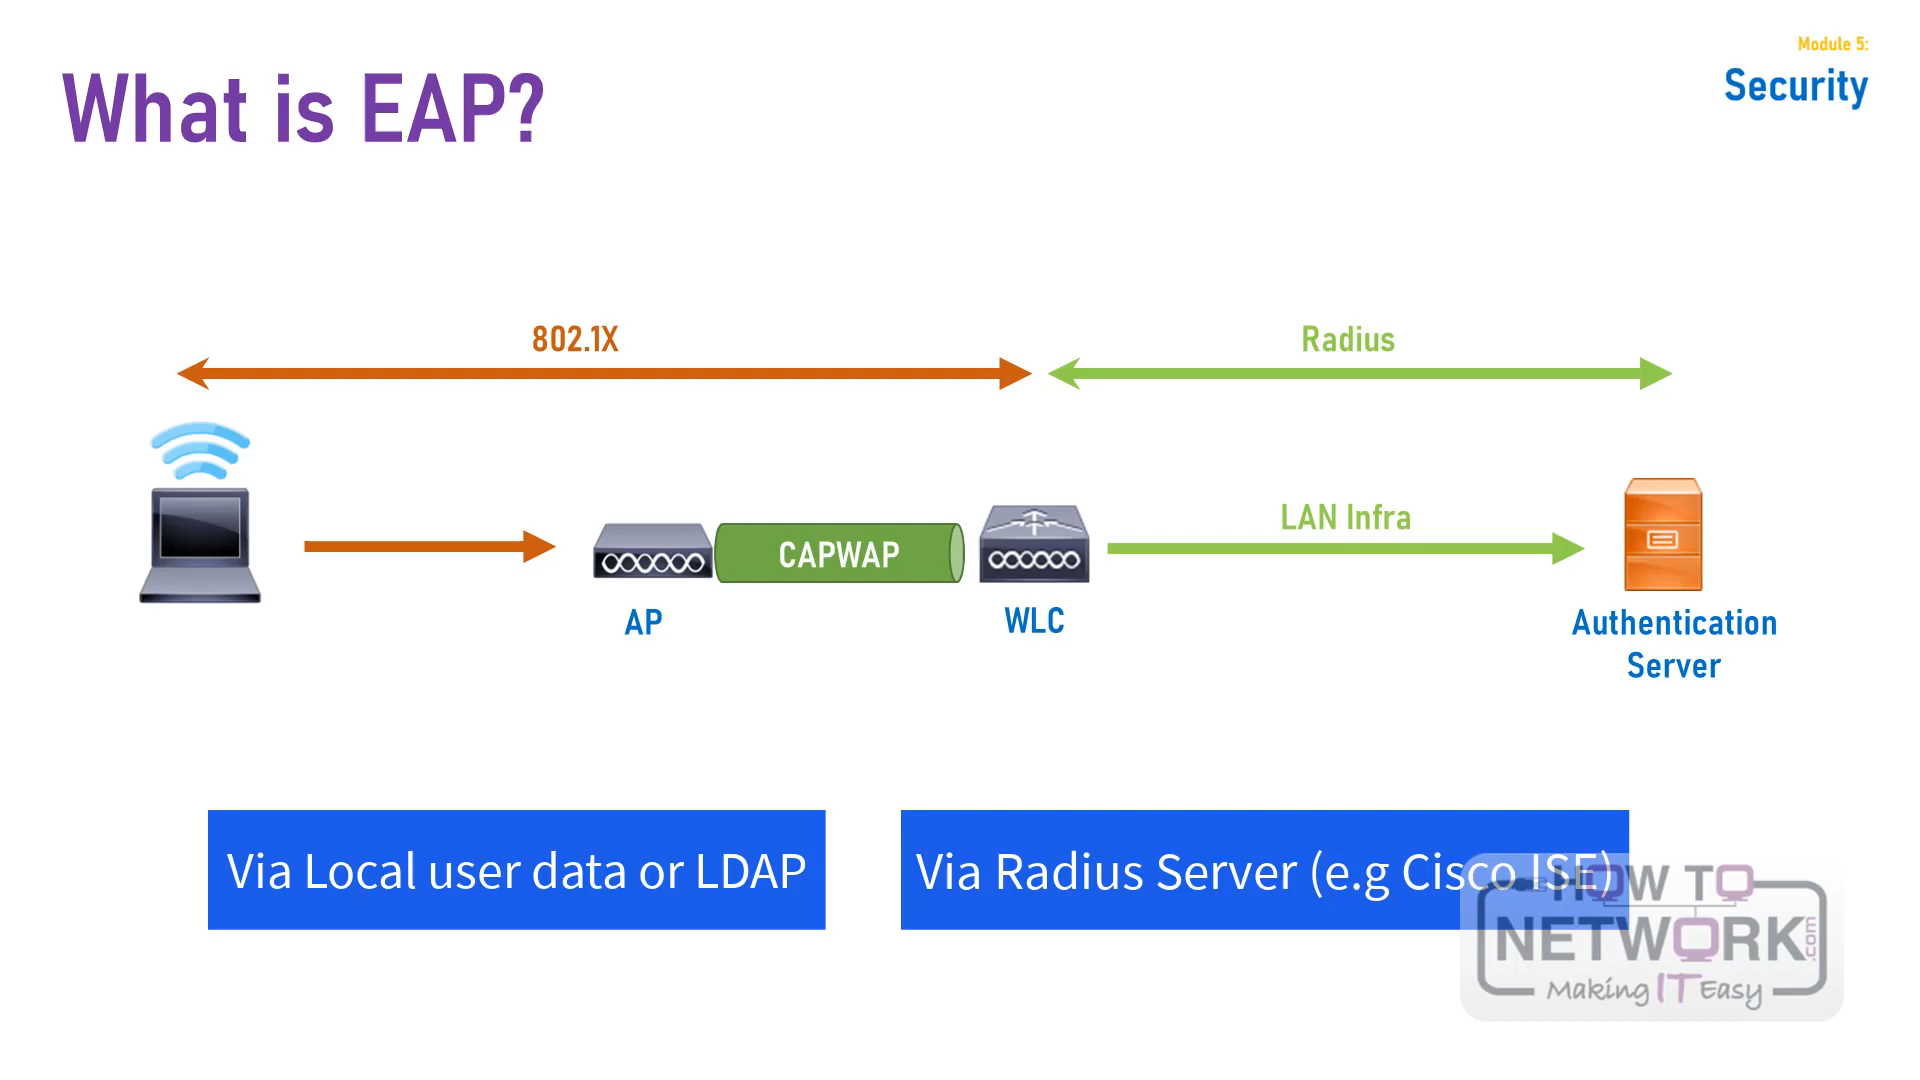 Module 5:
What is EAP?
Security
802.1X
Radius
LAN Infra
CAPWAP
AP
WLC
Authentication
Server
Via Local user data or LDAP
Via Radius Server (e.g Cisco ISE)
HOW TO
NETWORK.com
Making IT Easy